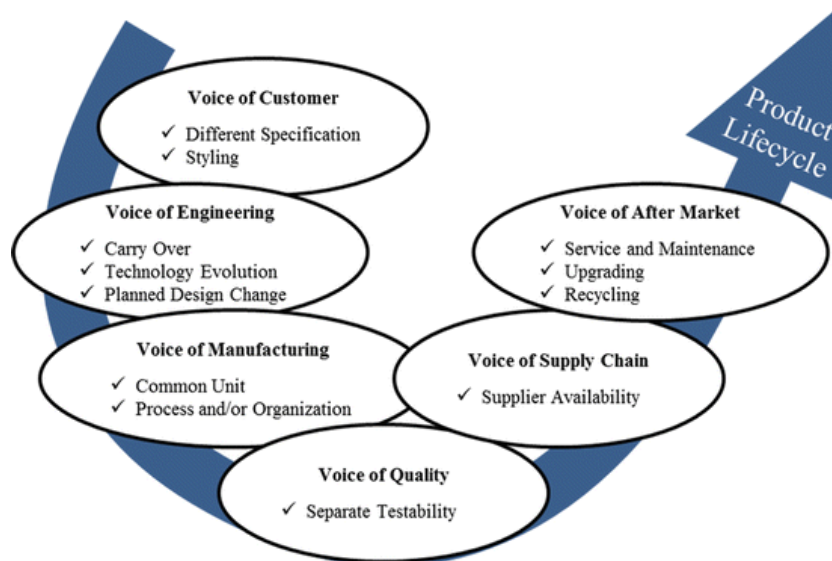 Voice of Customer
✓ Different Specification
✓ Styling
Voice of Engineering
✓ Carry Over
✓ Technology Evolution
✓ Planned Design Change
Voice of Manufacturing
✓ Common Unit
✓ Process and/or Organization
Voice of Quality
✓ Separate Testability
Voice of Supply Chain
✓ Supplier Availability
Voice of After Market
✓ Service and Maintenance
✓ Upgrading
✓ Recycling
Product
Lifecycle